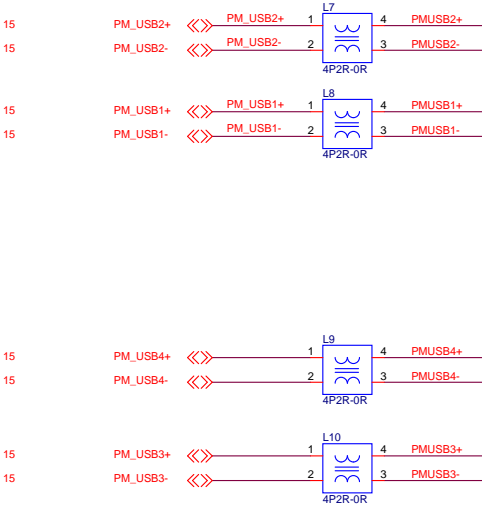 L7
15 PM_USB2+ PM_USB2+ 1 4 PMUSB2+
15 PM_USB2- PM_USB2- 2 3 PMUSB2-
4P2R-0R
L8
15 PM_USB1+ PM_USB1+ 1 4 PMUSB1+
15 PM_USB1- PM_USB1- 2 3 PMUSB1-
4P2R-0R
L9
15 PM_USB4+ 1 4 PMUSB4+
15 PM_USB4- 2 3 PMUSB4-
4P2R-0R
L10
15 PM_USB3+ 1 4 PMUSB3+
15 PM_USB3- 2 3 PMUSB3-
4P2R-0R